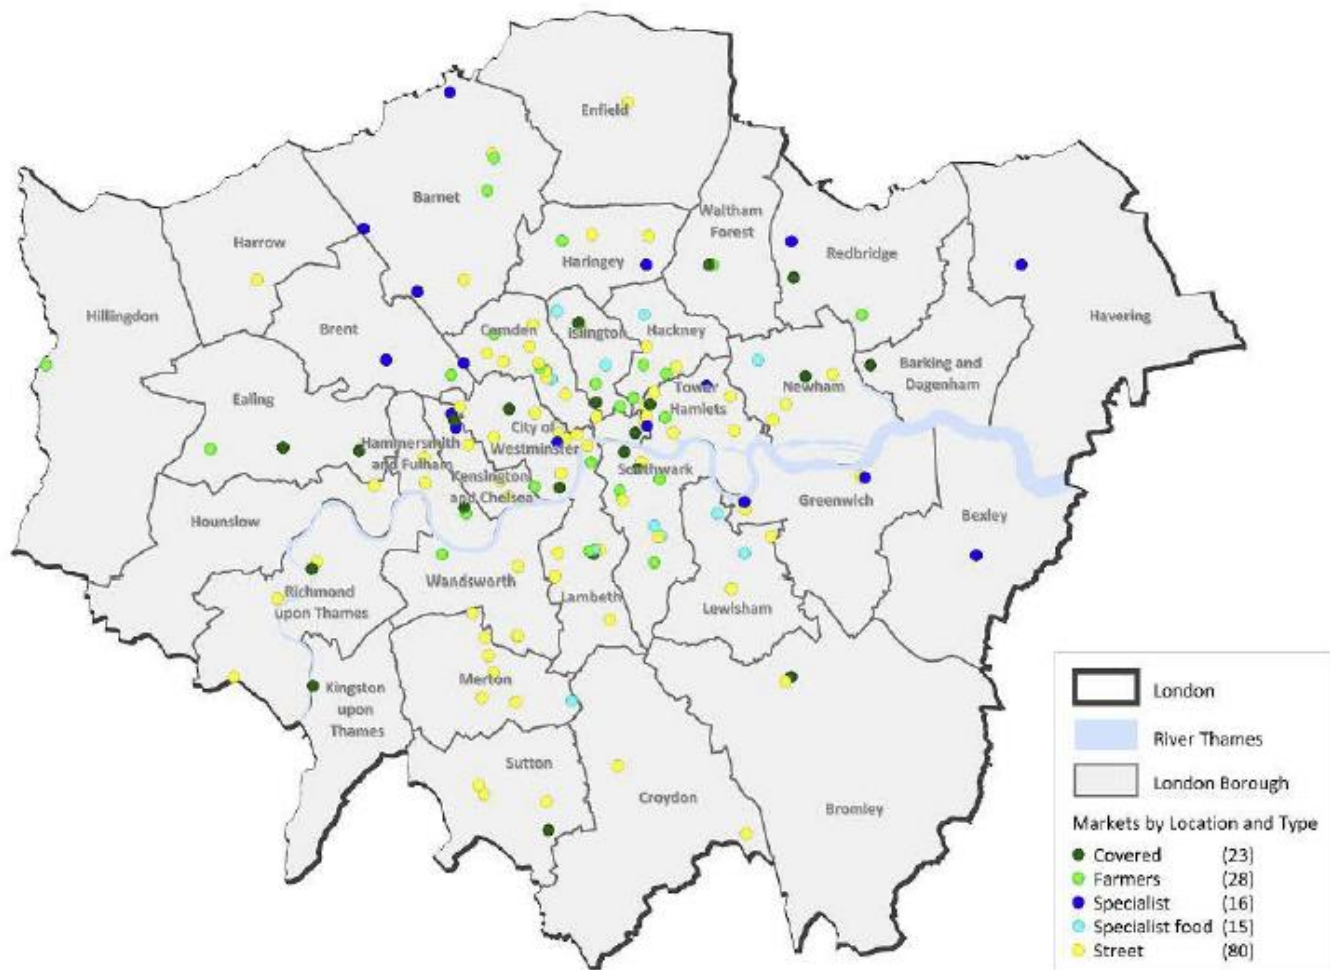 Enfield
Barnet
Waltham
Forest
Harrow
Haringey
Redbridge
Hillingdon
Brent
Camden
Islington
Hackney
Havering
Barking and
Dagenham
Ealing
Tower
Hamlets
Newham
City of
Westminster
Hammersmith
and Fulham
Southwark
Kensington
and Chelsea
Hounslow
Greenwich
Bexley
Richmond
upon Thames
Wandsworth
Lambeth
Lewisham
Merton
Kingston
upon
Thames
Sutton
Croydon
Bromley
London
River Thames
London Borough
Markets by Location and Type
Covered (23)
Farmers (28)
Specialist (16)
Specialist food (15)
Street (80)